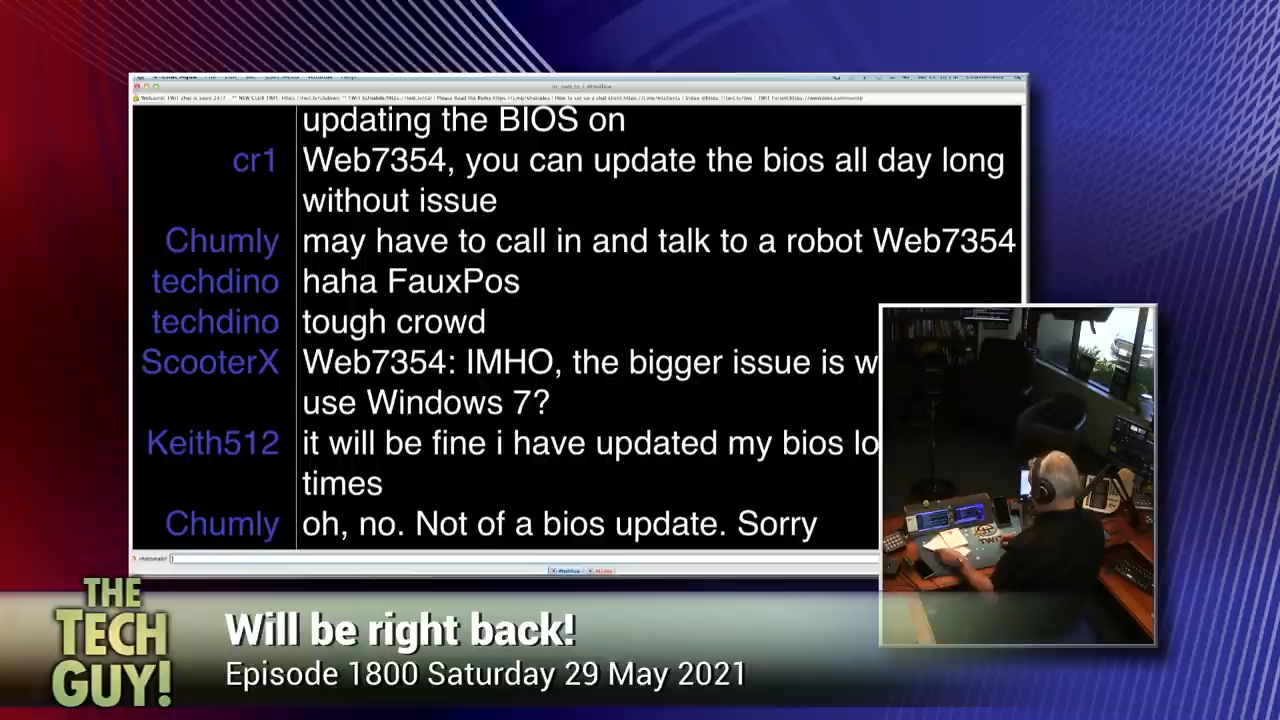 updating the BIOS on
cr1 Web7354, you can update the bios all day long
without issue
Chumly may have to call in and talk to a robot Web7354
techdino haha FauxPos
techdino tough crowd
ScooterX Web7354: IMHO, the bigger issue is w
use Windows 7?
Keith512 it will be fine i have updated my bios lo
times
Chumly oh, no. Not of a bios update. Sorry
THE
TECH
GUY!
Will be right back!
Episode 1800 Saturday 29 May 2021